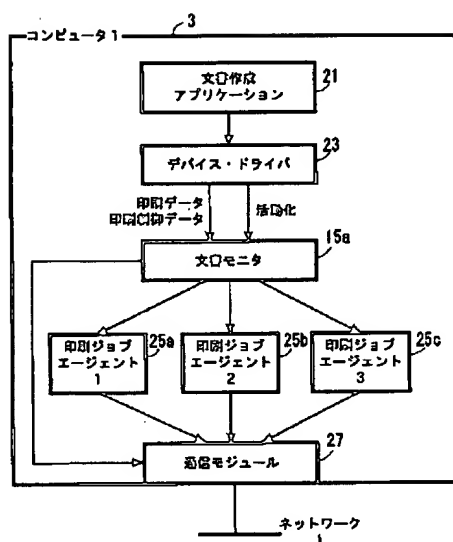 コンピュータ1
3
文書作成
アプリケーション
21
デバイス・ドライバ
23
印刷データ
印刷制御データ
活性化
文書モニタ
15a
印刷ジョブ
エージェント
1
25a
印刷ジョブ
エージェント
2
25b
印刷ジョブ
エージェント
3
25c
通信モジュール
27
ネットワーク
1